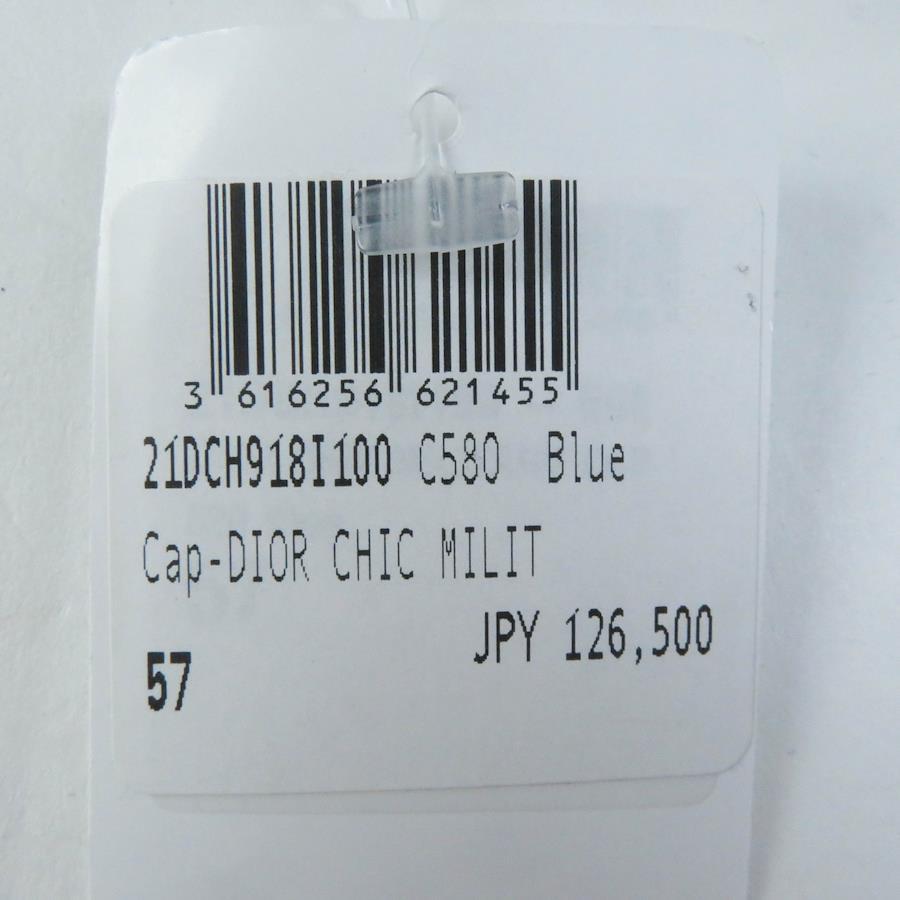 3 616256 621455
21DCH918I100 C580 Blue
Cap-DIOR CHIC MILIT
JPY 126,500
57